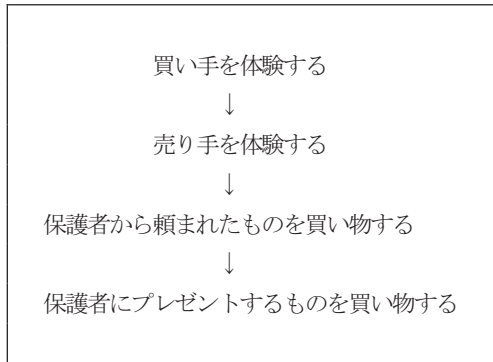 買い手を体験する
↓
売り手を体験する
↓
保護者から頼まれたものを買い物する
↓
保護者にプレゼントするものを買い物する